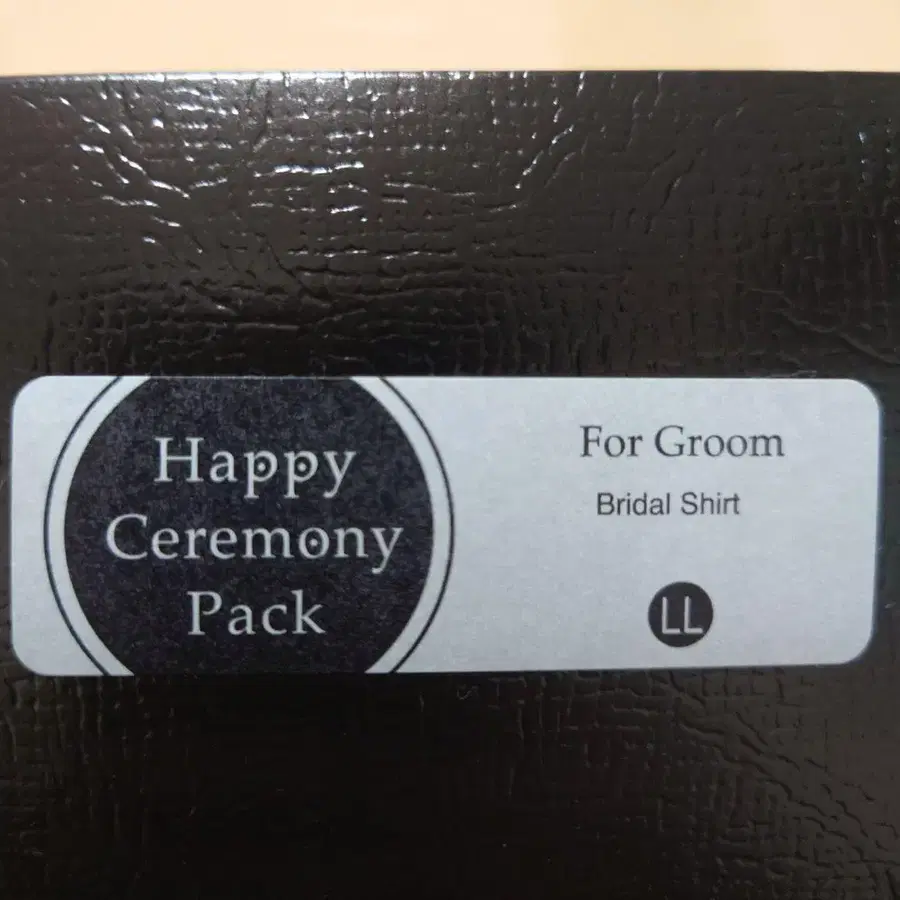 Happy
Ceremony
Pack
For Groom
Bridal Shirt
LL